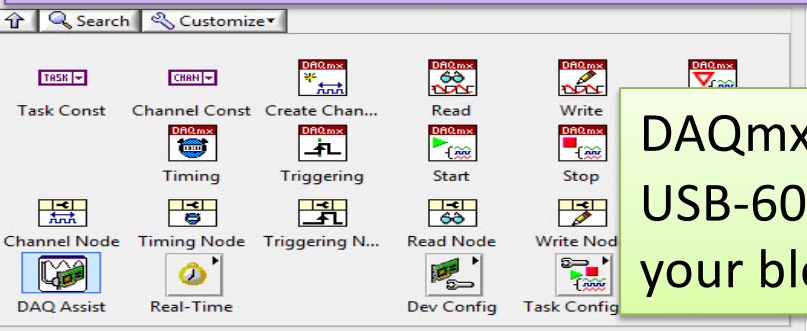 Search Customize
TASK CHAN DAQmx DAQmx DAQmx DAQmx
Task Const Channel Const Create Chan... Read Write
DAQmx DAQmx DAQmx DAQmx
Timing Triggering Start Stop
Channel Node Timing Node Triggering N... Read Node Write Nod
DAQ Assist Real-Time Dev Config Task Config
DAQmx
USB-60
your